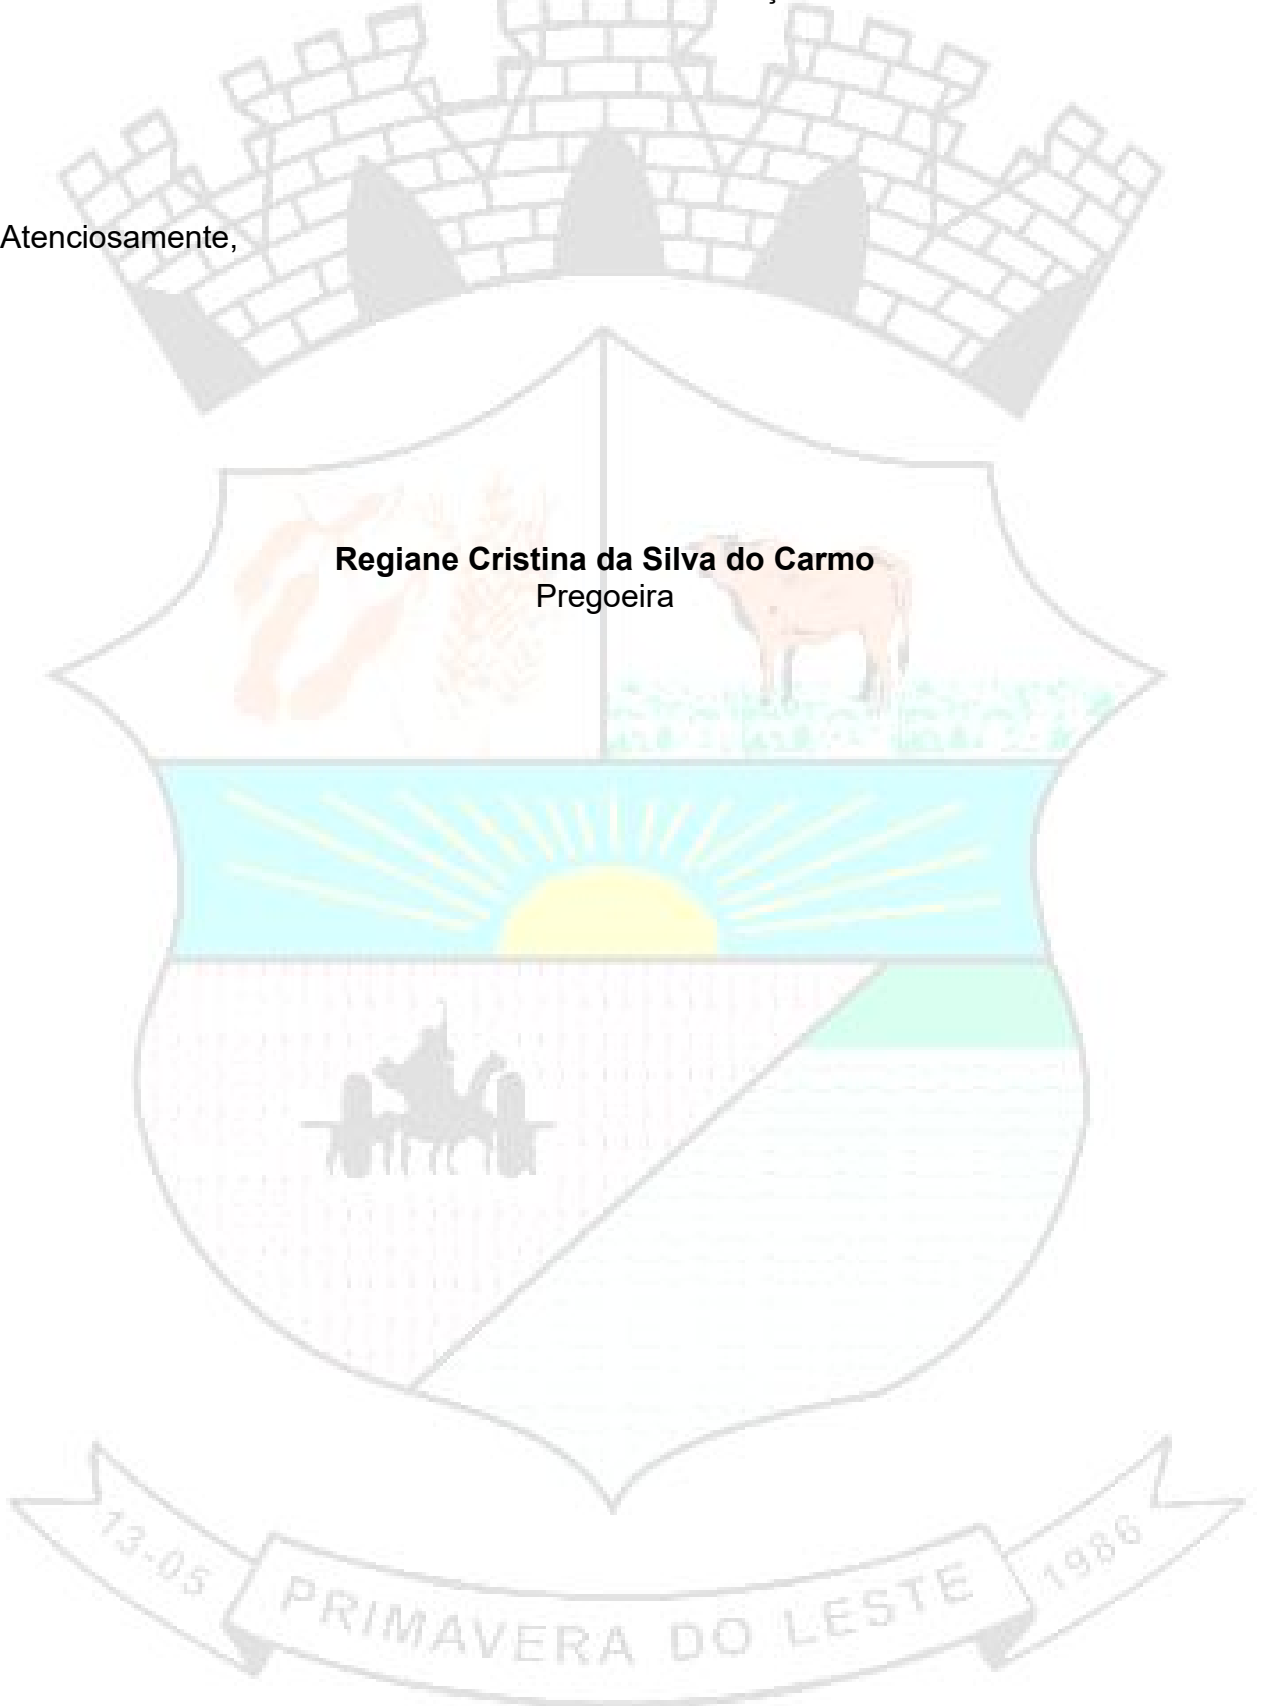 Atenciosamente,
Regiane Cristina da Silva do Carmo
Pregoeira
13-05 PRIMAVERA DO LESTE 1986